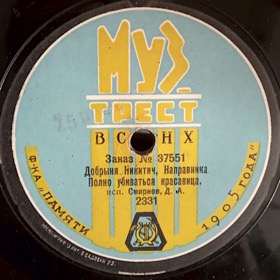 МУЗ
ТРЕСТ
ВСНХ
Заказ № 37551
Добрыня Никитич, Направника
Полно убиваться красавица,
исп. Смирнов, Д. А.
2331
Ф-КА „ПАМЯТИ 1905 ГОДА"